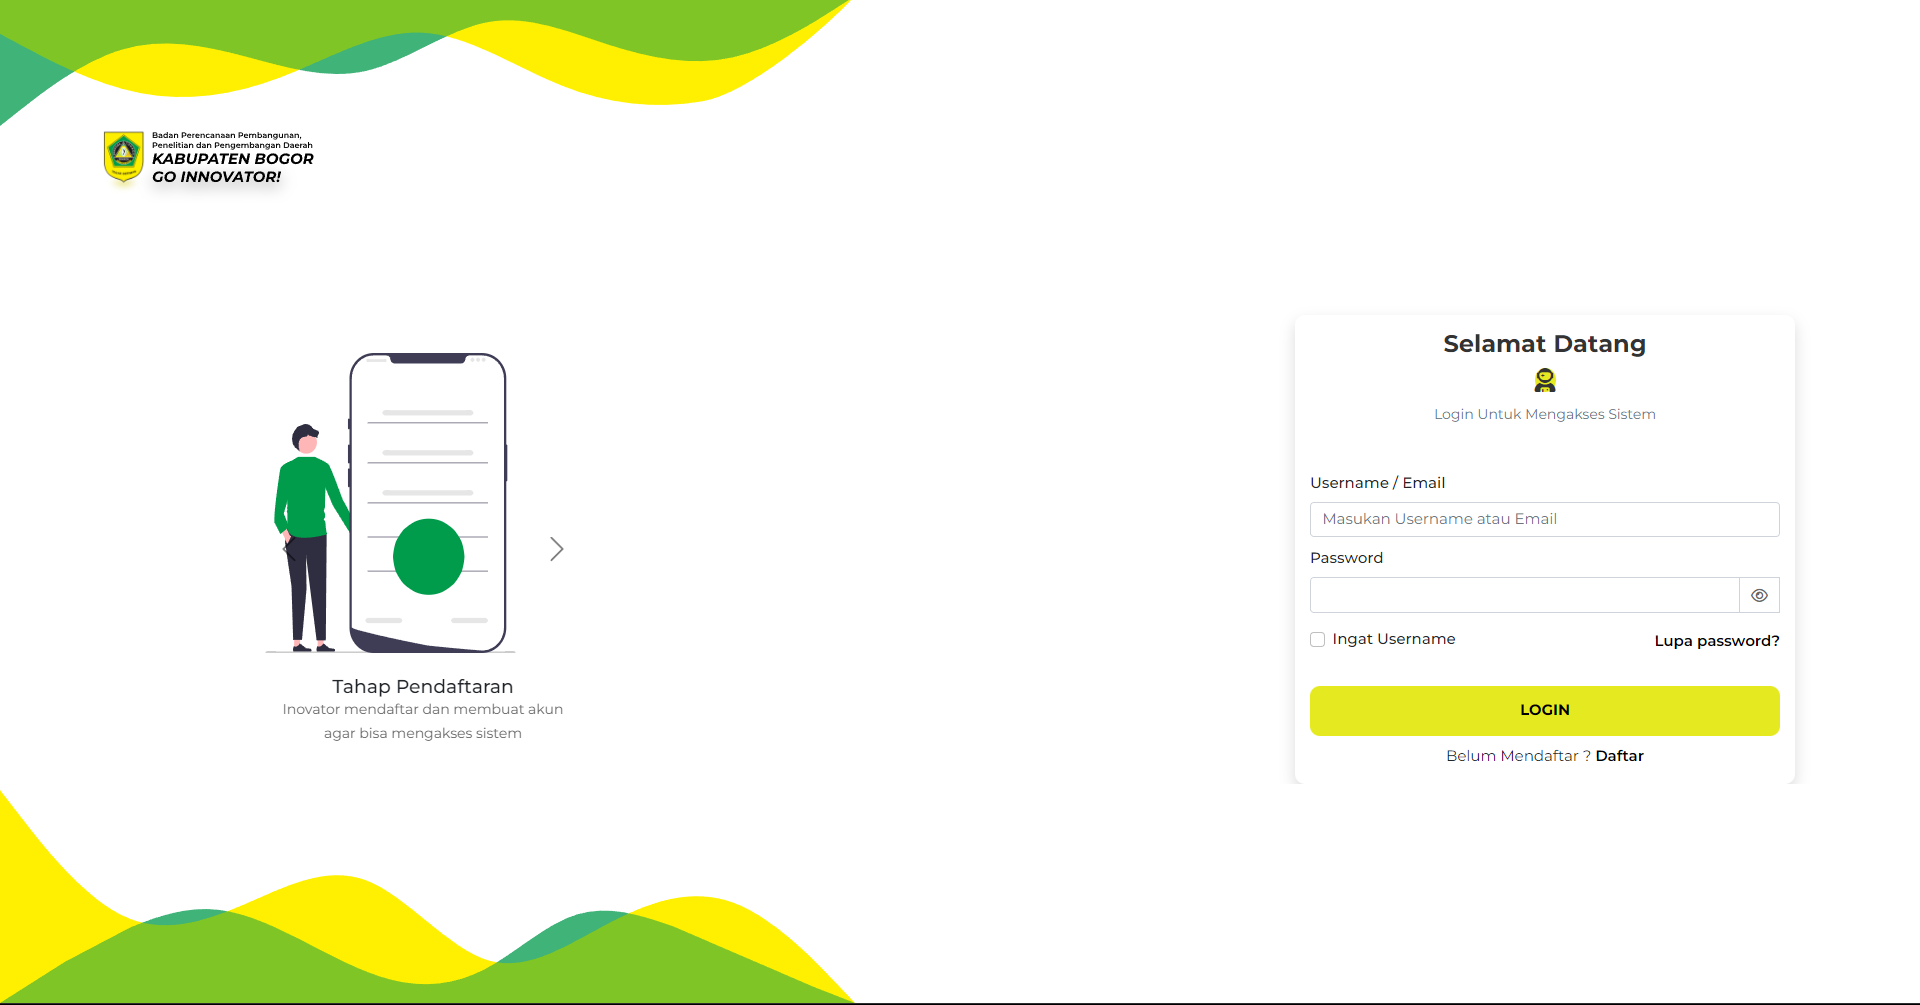 Badan Perencanaan Pembangunan,
Penelitian dan Pengembangan Daerah
KABUPATEN BOGOR
GO INNOVATOR!
Tahap Pendaftaran
Inovator mendaftar dan membuat akun
agar bisa mengakses sistem
Selamat Datang
Login Untuk Mengakses Sistem
Username / Email
Masukan Username atau Email
Password
Ingat Username
Lupa password?
LOGIN
Belum Mendaftar ? Daftar